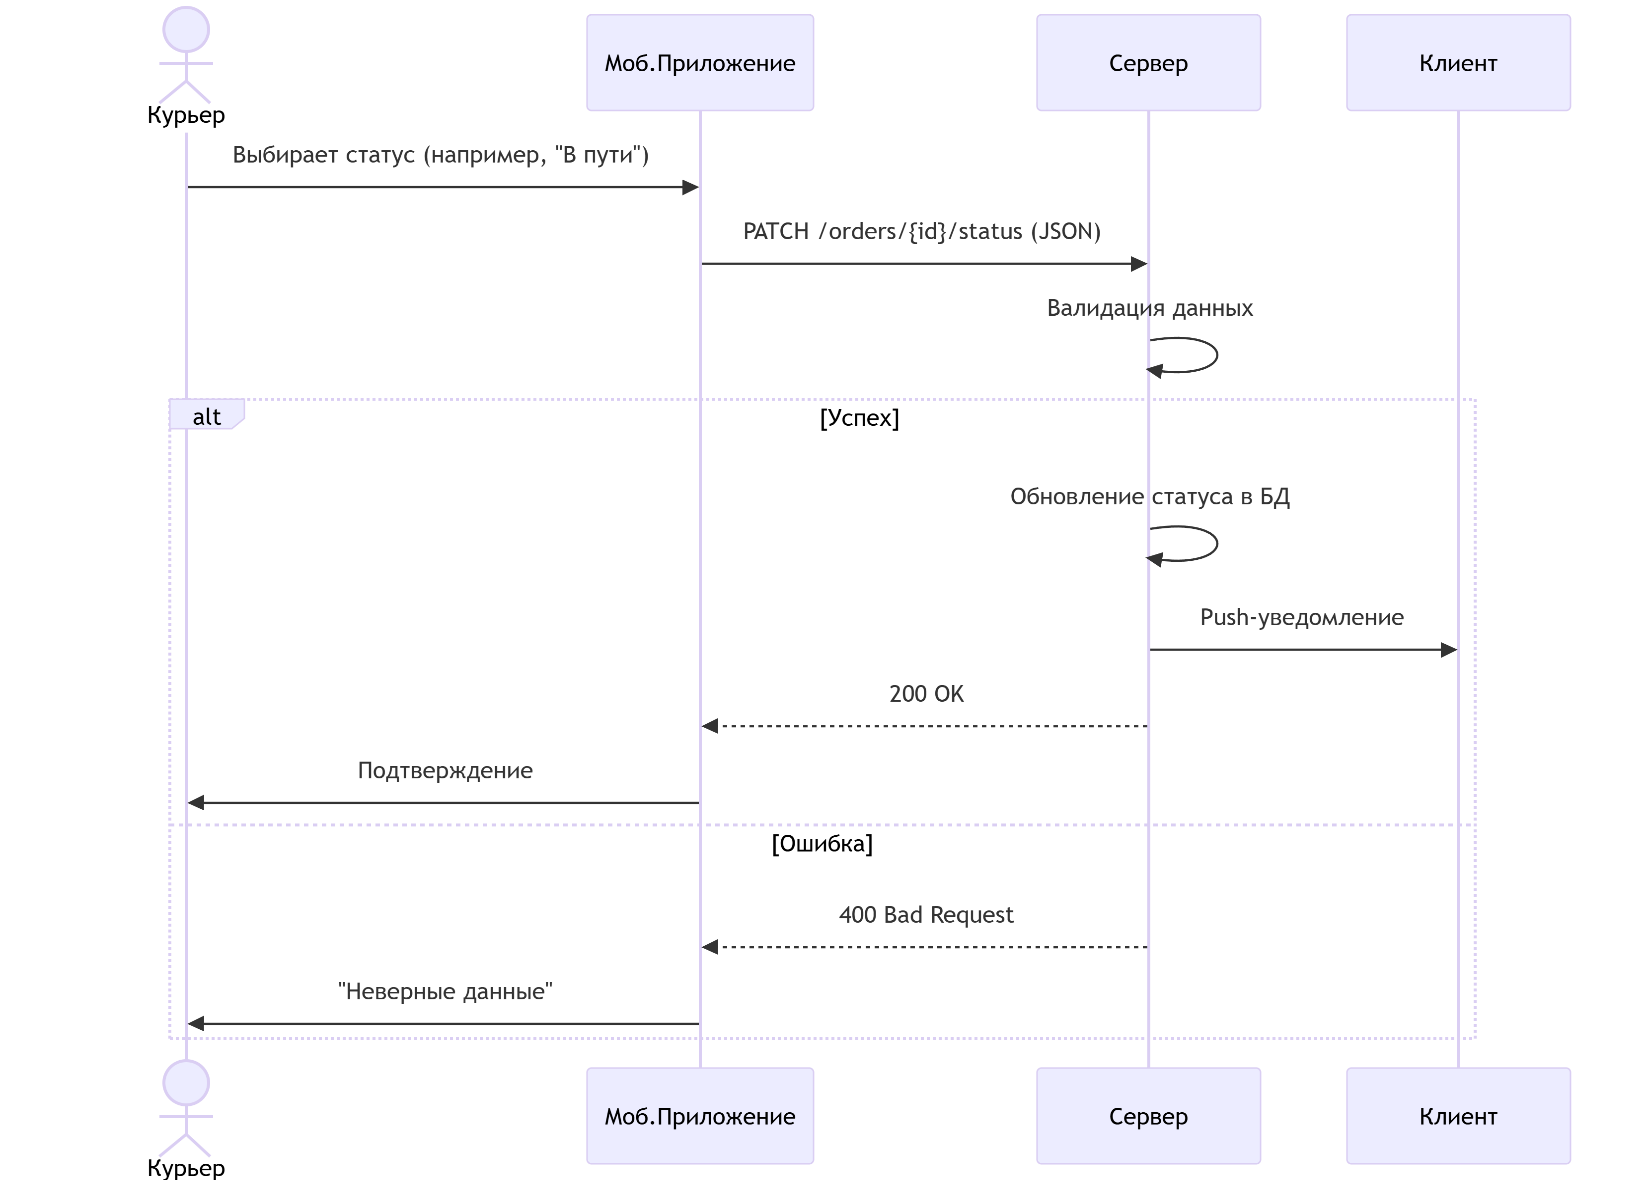 Моб.Приложение
Сервер
Клиент
Курьер
Выбирает статус (например, "В пути")
PATCH /orders/{id}/status (JSON)
Валидация данных
alt
[Успех]
Обновление статуса в БД
Push-уведомление
200 OK
Подтверждение
[Ошибка]
400 Bad Request
"Неверные данные"
Моб.Приложение
Сервер
Клиент
Курьер